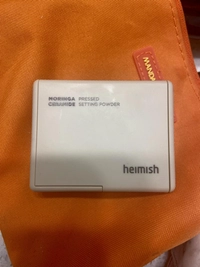 MORINGA PRESSED
CERAMIDE SETTING POWDER
heimish